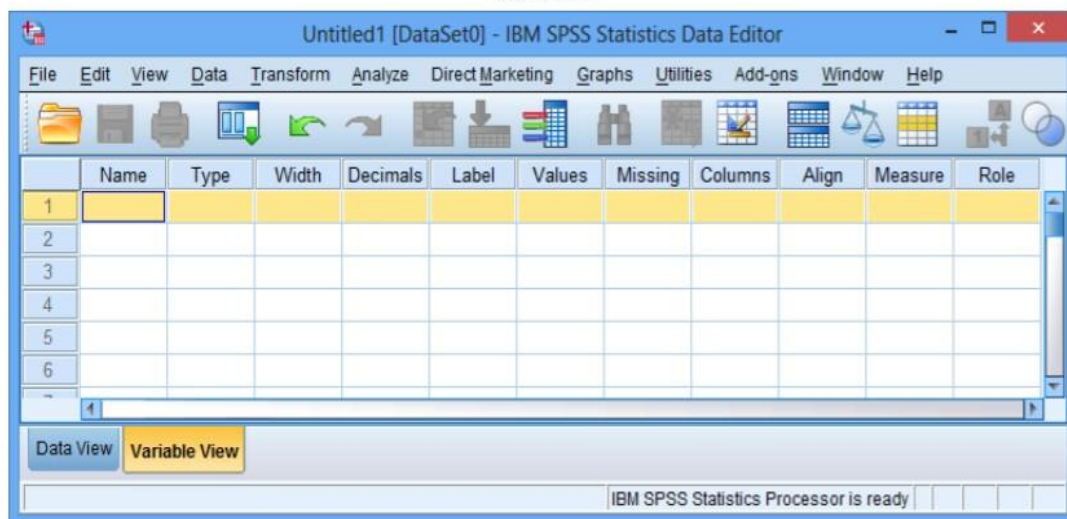 Untitled1 [DataSet0] - IBM SPSS Statistics Data Editor
File Edit View Data Transform Analyze Direct Marketing Graphs Utilities Add-ons Window Help
Name Type Width Decimals Label Values Missing Columns Align Measure Role
1
2
3
4
5
6
Data View Variable View
IBM SPSS Statistics Processor is ready